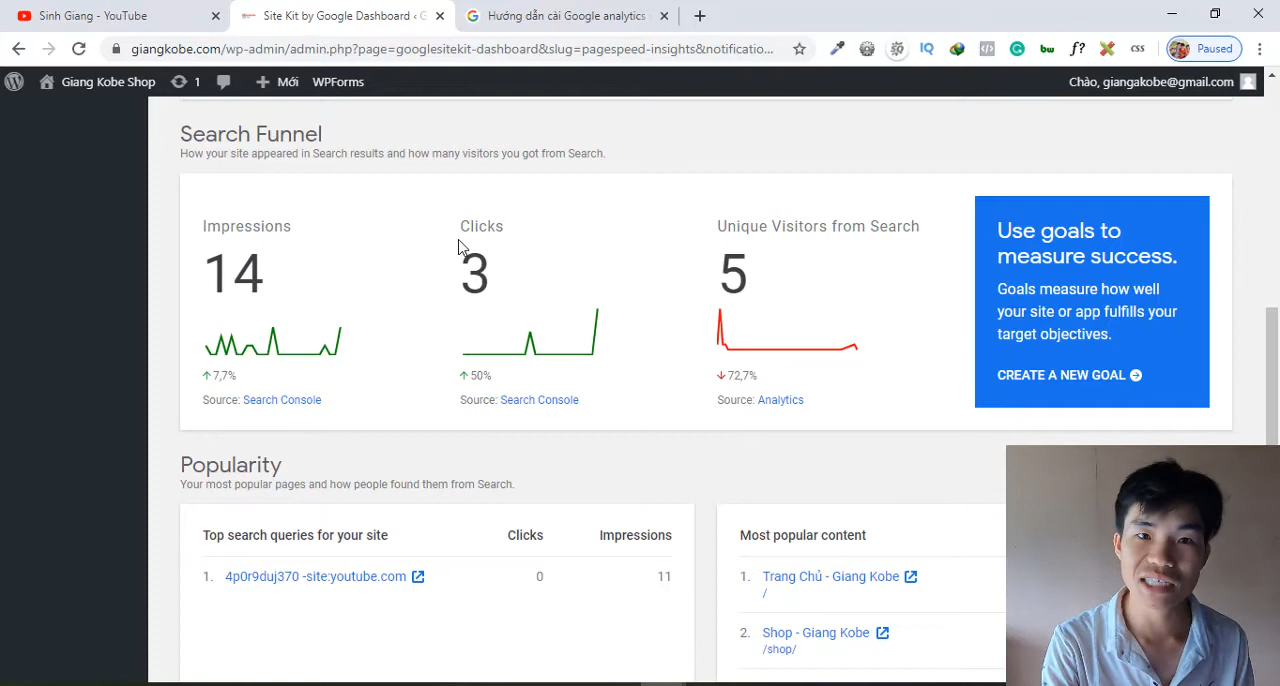 Sinh Giang - YouTube
Site Kit by Google Dashboard ‹ G
Hướng dẫn cài Google analytics
giangkobe.com/wp-admin/admin.php?page=googlesitekit-dashboard&slug=pagespeed-insights&notificatio...
IQ
bw
f?
CSS
Paused
Giang Kobe Shop
1
Mới
WPForms
Chào, giangakobe@gmail.com
Search Funnel
How your site appeared in Search results and how many visitors you got from Search.
Impressions
14
7,7%
Source: Search Console
Clicks
3
50%
Source: Search Console
Unique Visitors from Search
5
72,7%
Source: Analytics
Use goals to
measure success.
Goals measure how well
your site or app fulfills your
target objectives.
CREATE A NEW GOAL
Popularity
Your most popular pages and how people found them from Search.
Top search queries for your site Clicks Impressions
1. 4p0r9duj370 -site:youtube.com 0 11
Most popular content
1. Trang Chủ - Giang Kobe
/
2. Shop - Giang Kobe
/shop/